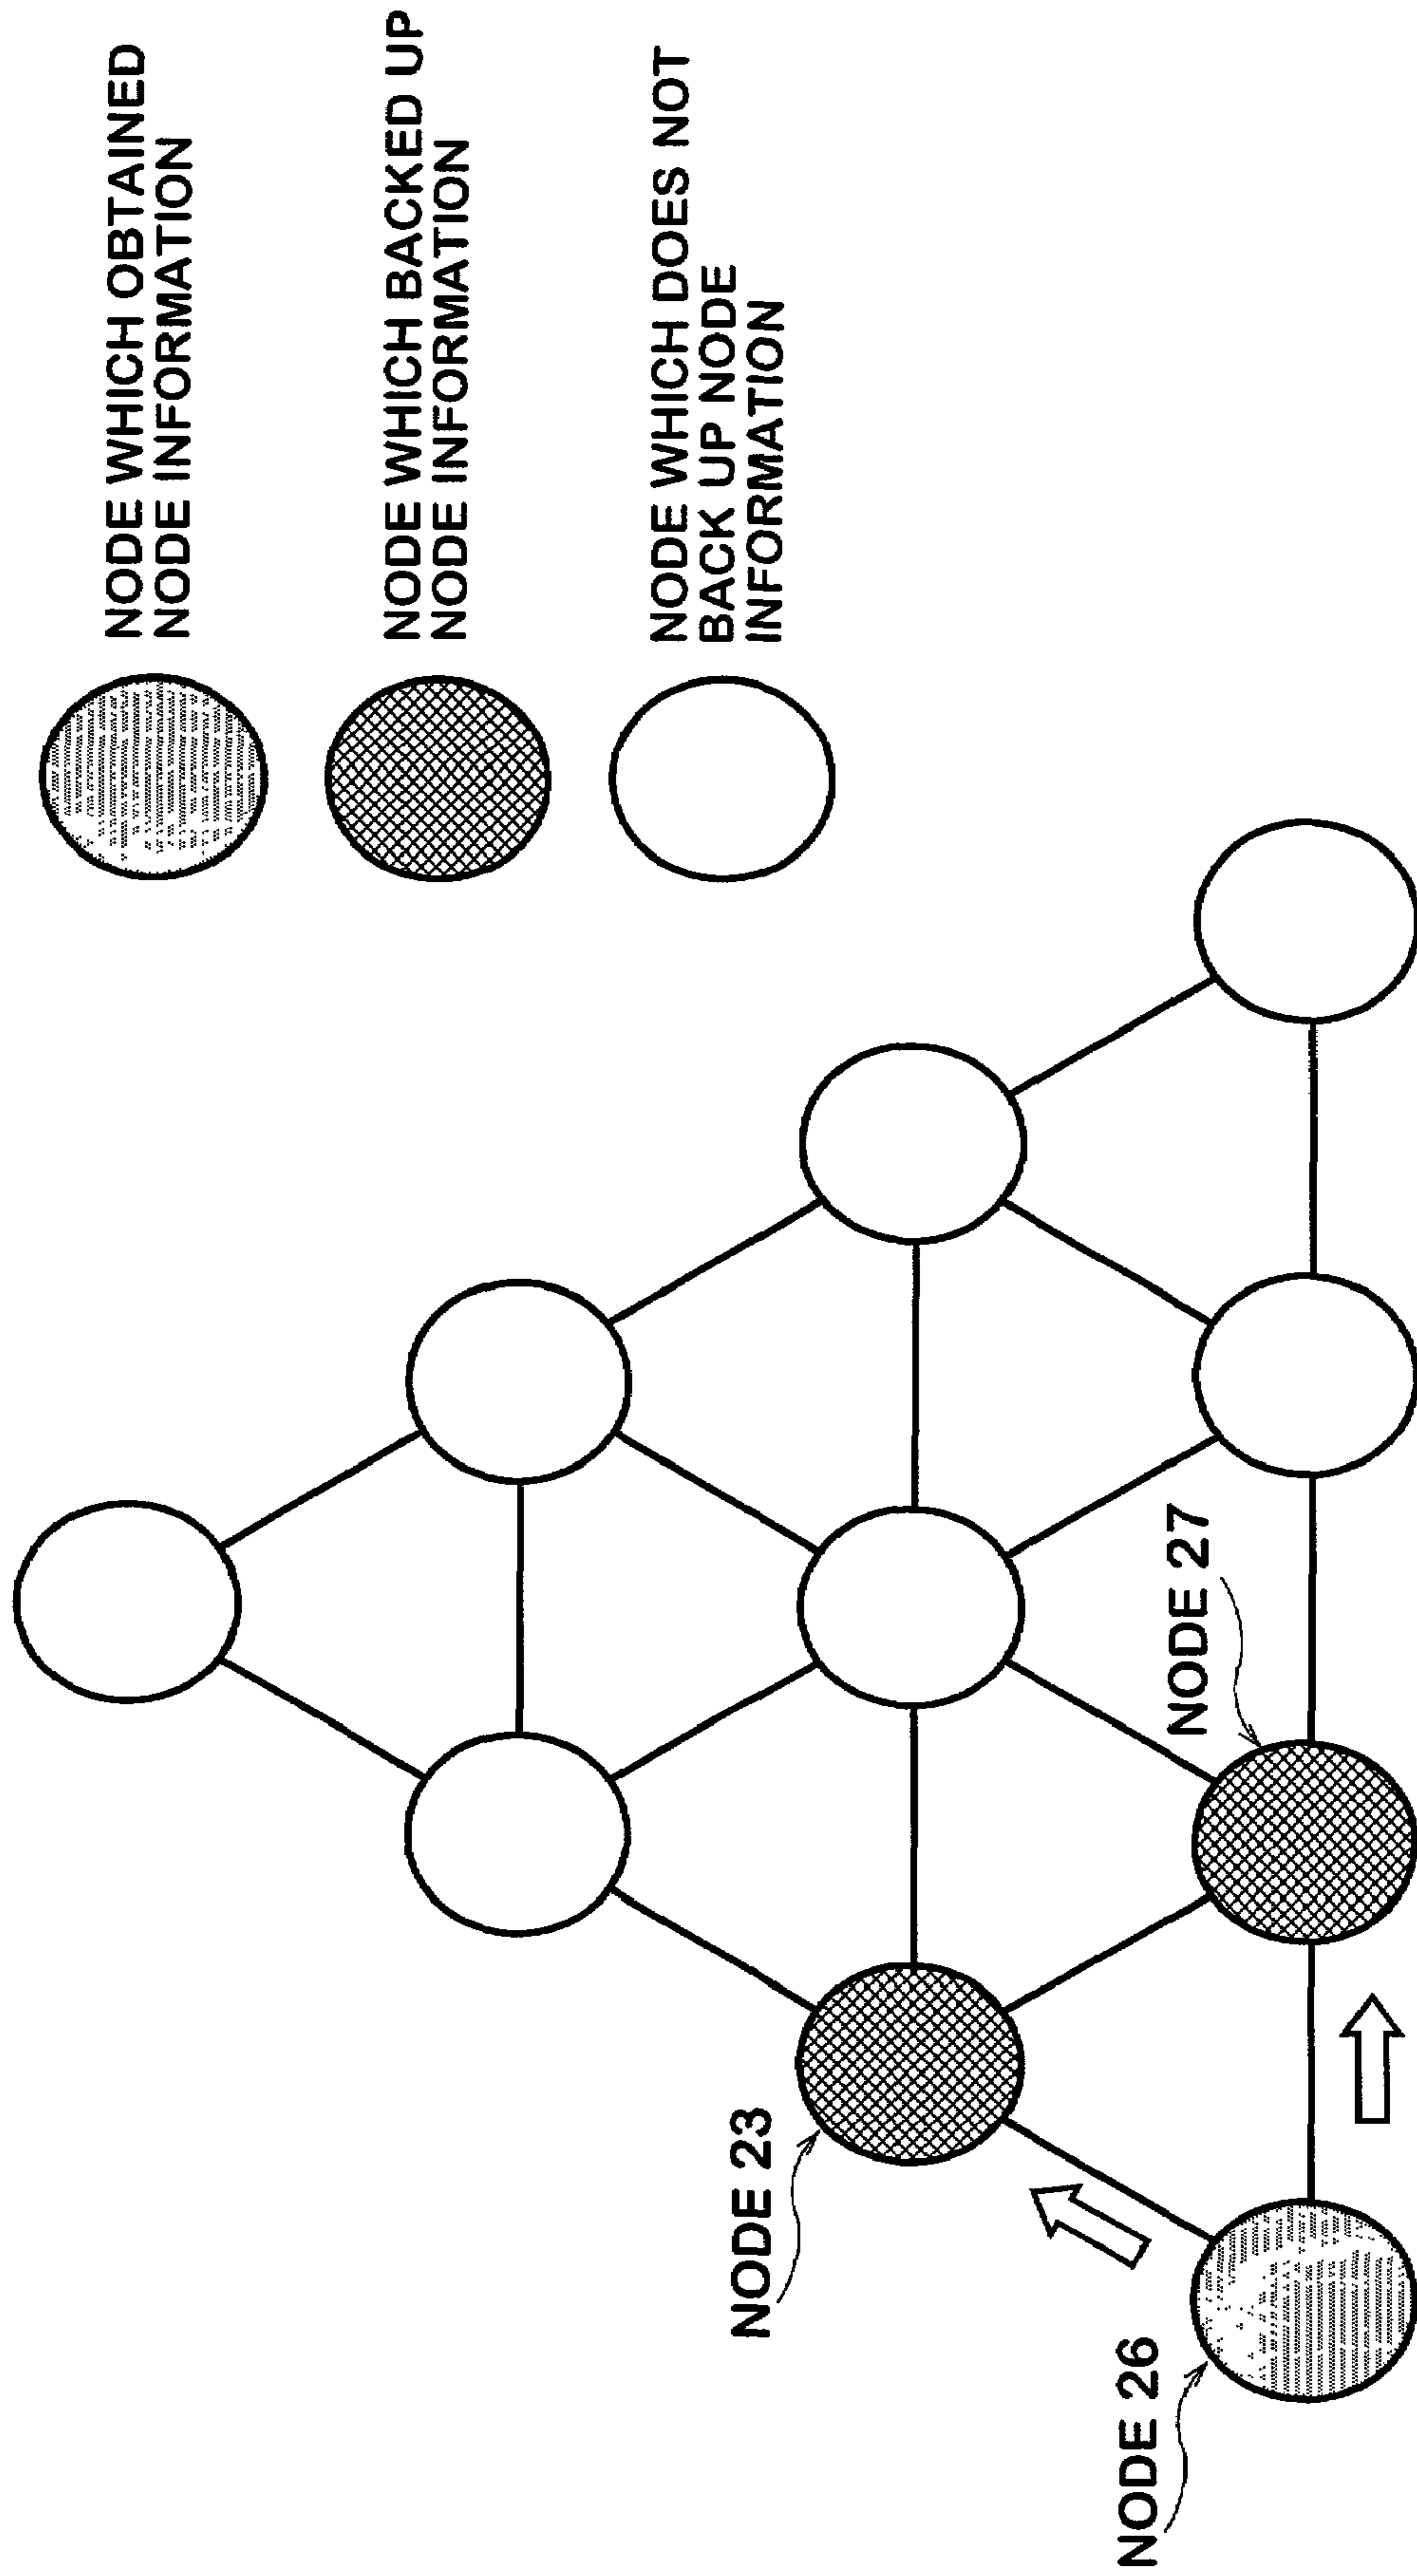 NODE WHICH OBTAINED
NODE INFORMATION
NODE WHICH BACKED UP
NODE INFORMATION
NODE WHICH DOES NOT
BACK UP NODE
INFORMATION
NODE 23
NODE 27
NODE 26